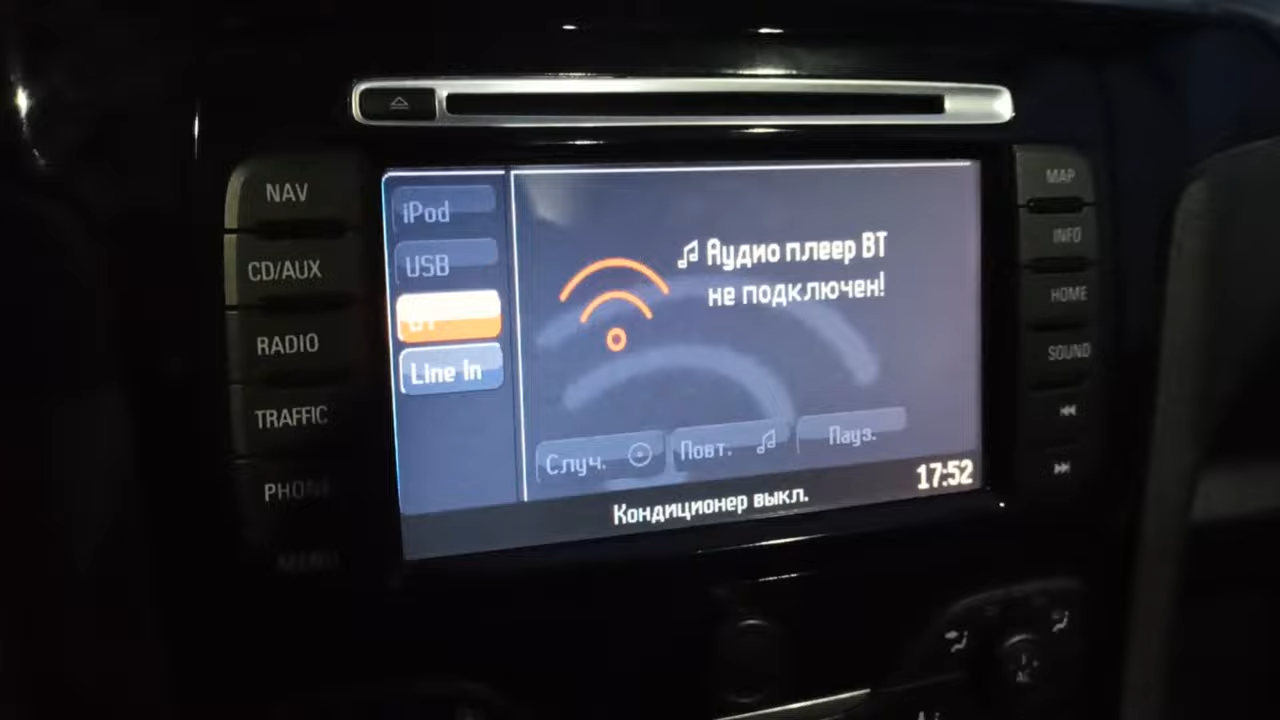 NAV
CD/AUX
RADIO
TRAFFIC
PHONE
MENU
iPod
USB
BT
Line In
Аудио плеер BT
не подключен!
Случ.
Повт.
Пауз.
Кондиционер выкл.
17:52
MAP
INFO
HOME
SOUND